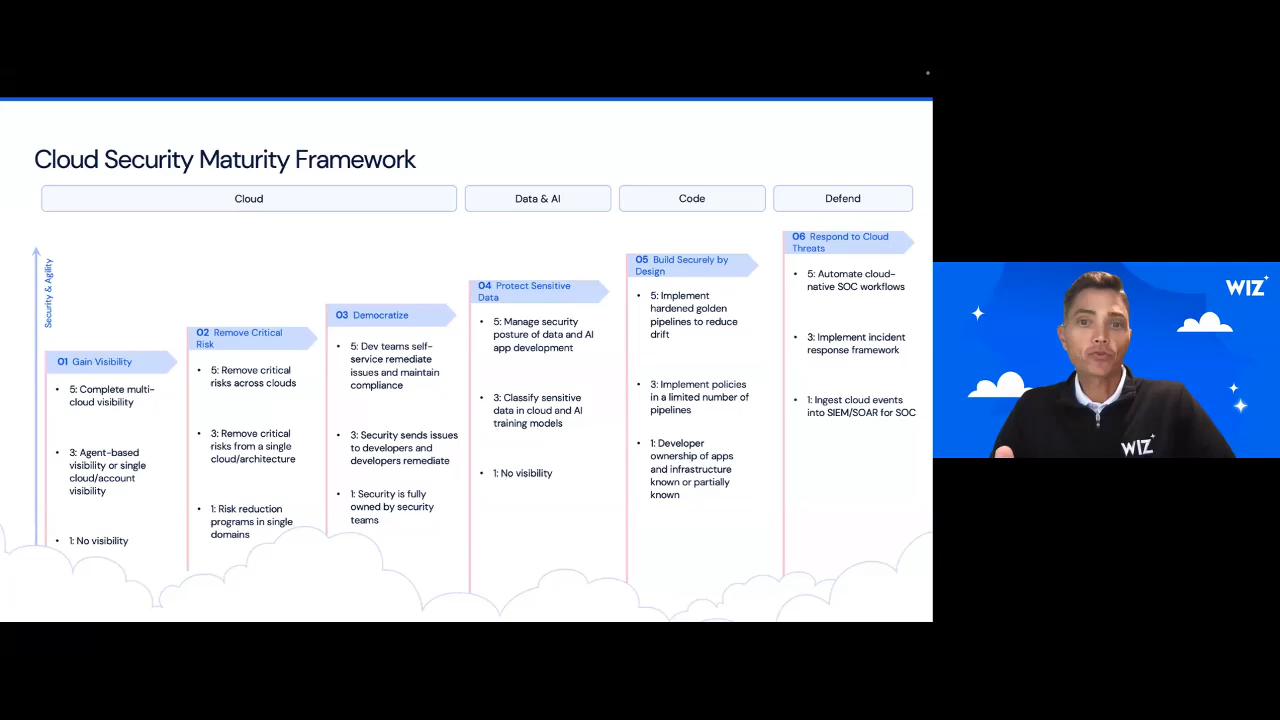 Cloud Security Maturity Framework
Cloud
Data & AI
Code
Defend
Security & Agility
01 Gain Visibility
5: Complete multi-
cloud visibility
3: Agent-based
visibility or single
cloud/account
visibility
1: No visibility
02 Remove Critical
Risk
5: Remove critical
risks across clouds
3: Remove critical
risks from a single
cloud/architecture
1: Risk reduction
programs in single
domains
03 Democratize
5: Dev teams self-
service remediate
issues and maintain
compliance
3: Security sends issues
to developers and
developers remediate
1: Security is fully
owned by security
teams
04 Protect Sensitive
Data
5: Manage security
posture of data and AI
app development
3: Classify sensitive
data in cloud and AI
training models
1: No visibility
05 Build Securely by
Design
5: Implement
hardened golden
pipelines to reduce
drift
3: Implement policies
in a limited number of
pipelines
1: Developer
ownership of apps
and infrastructure
known or partially
known
06 Respond to Cloud
Threats
5: Automate cloud-
native SOC workflows
3: Implement incident
response framework
1: Ingest cloud events
into SIEM/SOAR for SOC
WIZ
WIZ